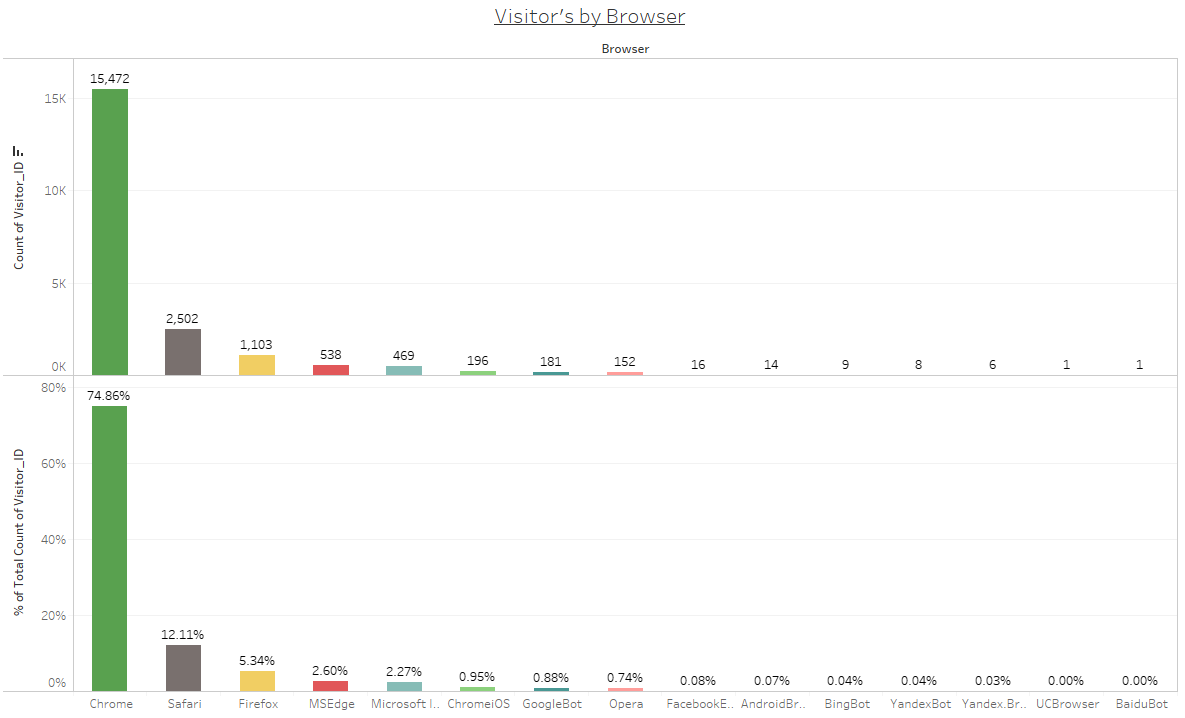 Visitor's by Browser
Browser
Count of Visitor_ID
15K
10K
5K
0K
15,472
2,502
1,103
538
469
196
181
152
16
14
9
8
6
1
1
% of Total Count of Visitor_ID
80%
60%
40%
20%
0%
74.86%
12.11%
5.34%
2.60%
2.27%
0.95%
0.88%
0.74%
0.08%
0.07%
0.04%
0.04%
0.03%
0.00%
0.00%
Chrome
Safari
Firefox
MSEdge
Microsoft I..
ChromeiOS
GoogleBot
Opera
FacebookE..
AndroidBr..
BingBot
YandexBot
Yandex.Br..
UCBrowser
BaiduBot